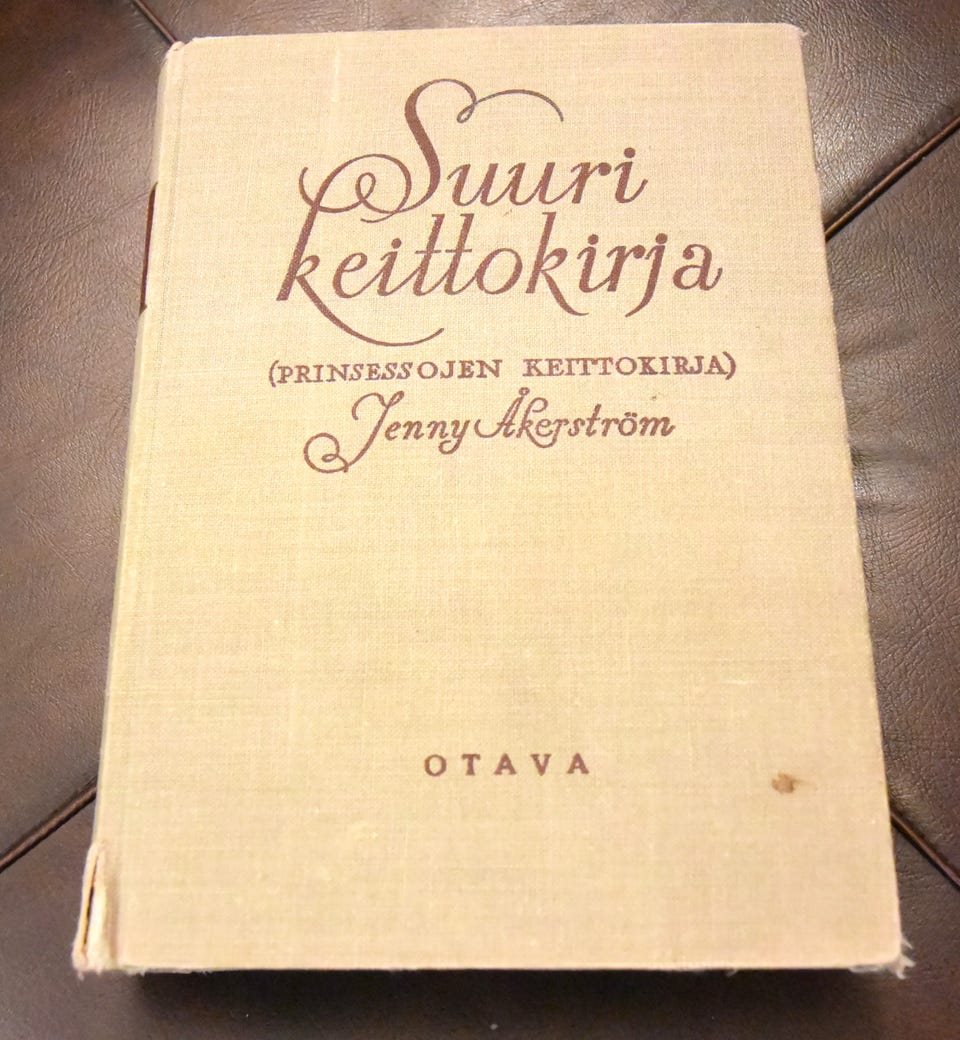 Suuri
keittokirja
(PRINSESSOJEN KEITTOKIRJA)
Jenny Åkerström
OTAVA